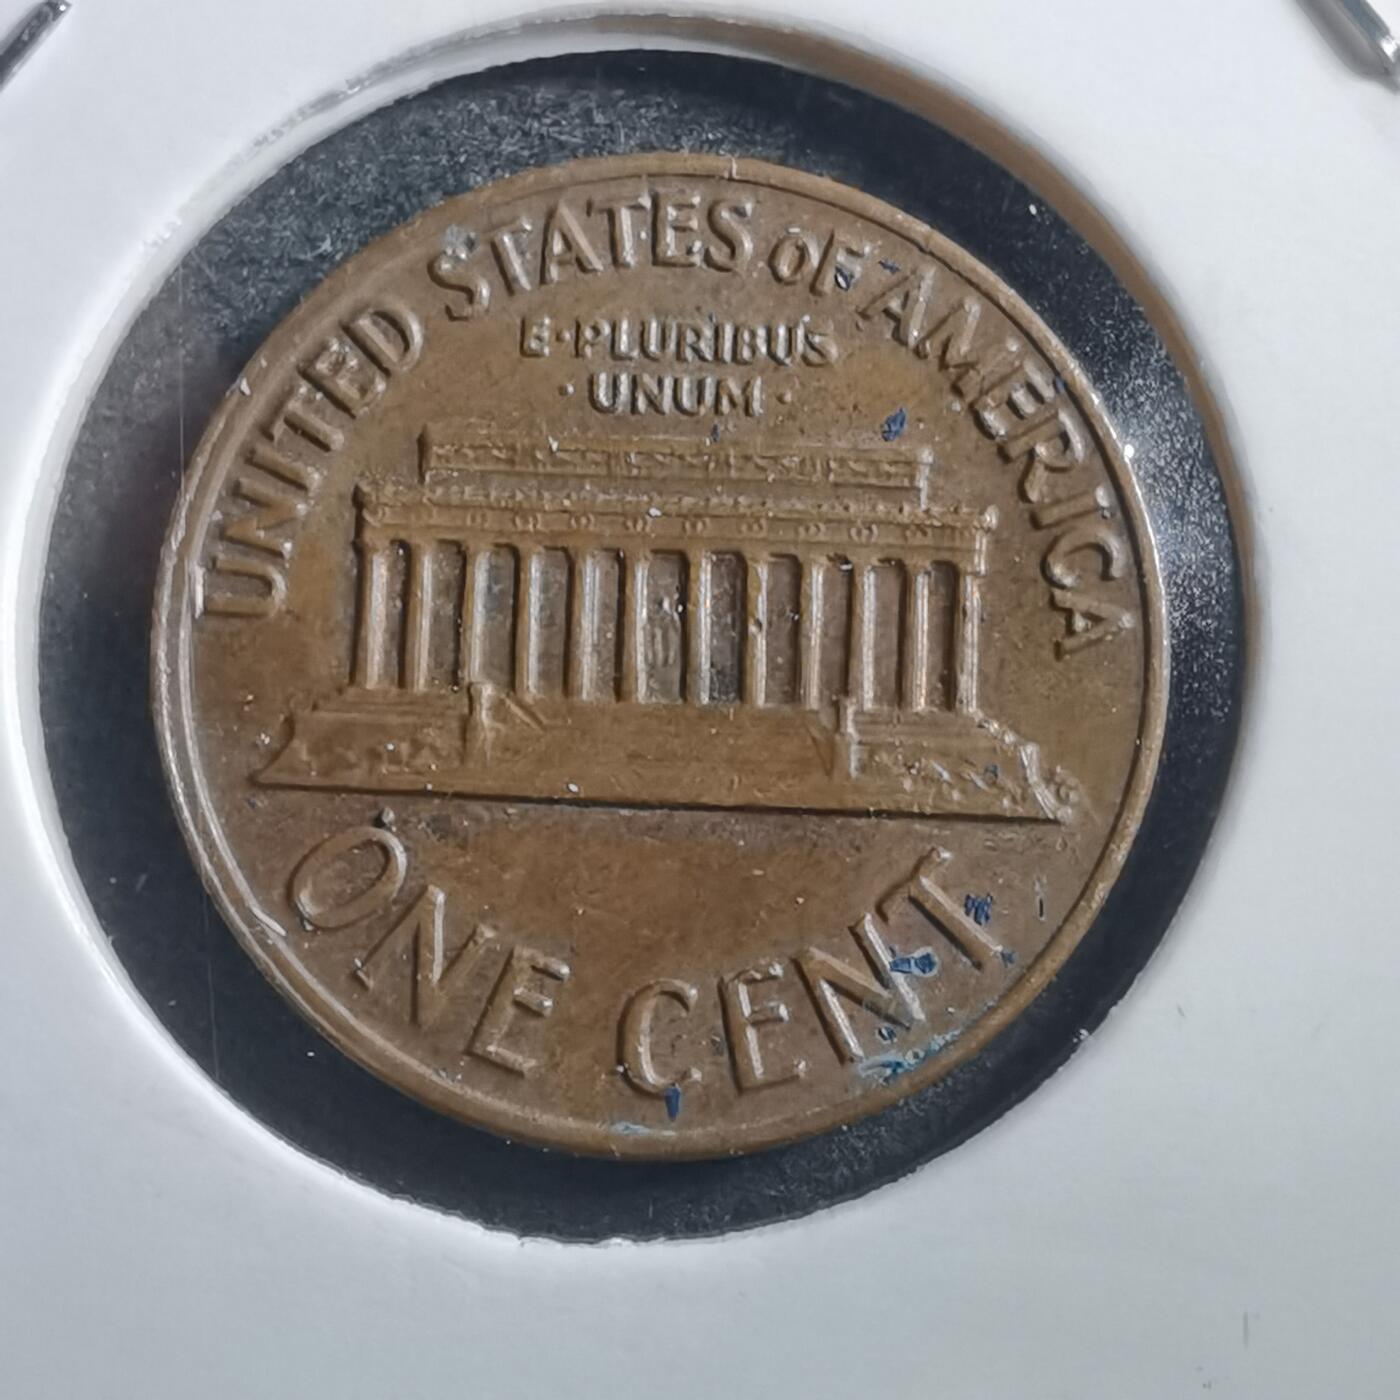 UNITED STATES OF AMERICA
E·PLURIBUS
·UNUM·
ONE CENT